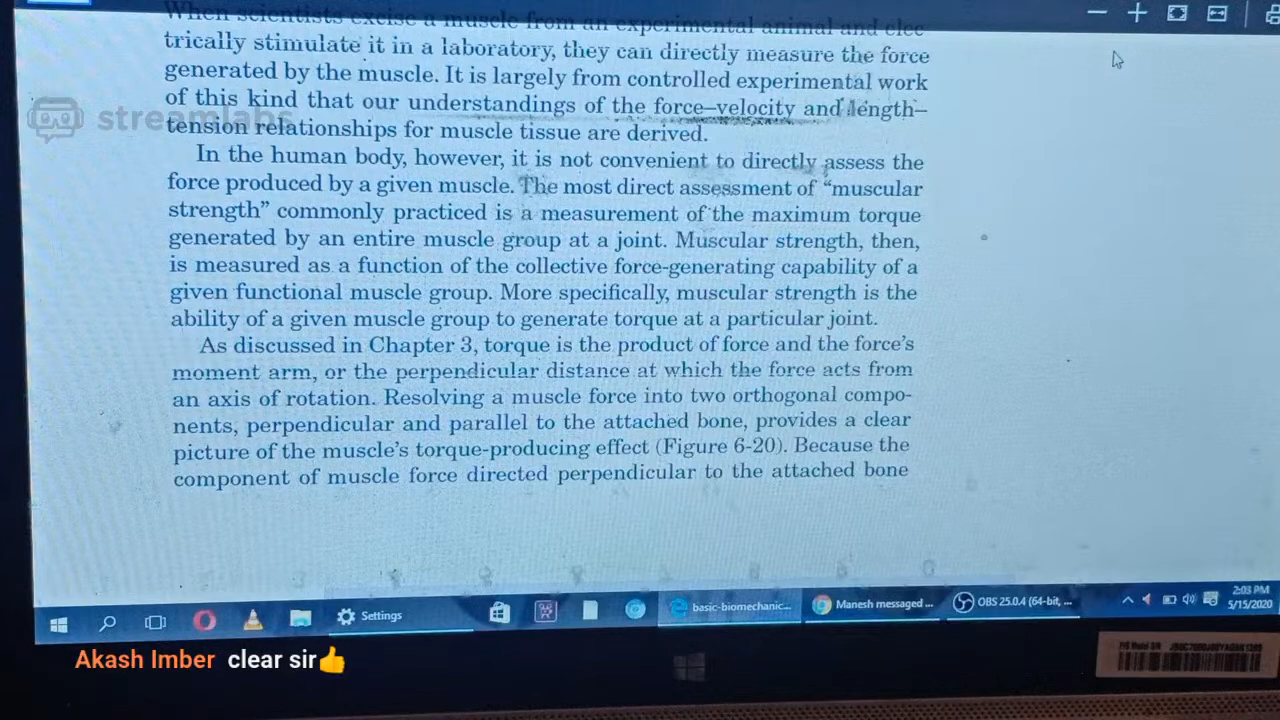 When scientists excise a muscle from an experimental animal and elec
trically stimulate it in a laboratory, they can directly measure the force
generated by the muscle. It is largely from controlled experimental work
of this kind that our understandings of the force–velocity and length–
streamlabs
tension relationships for muscle tissue are derived.
In the human body, however, it is not convenient to directly assess the
force produced by a given muscle. The most direct assessment of “muscular
strength” commonly practiced is a measurement of the maximum torque
generated by an entire muscle group at a joint. Muscular strength, then,
is measured as a function of the collective force-generating capability of a
given functional muscle group. More specifically, muscular strength is the
ability of a given muscle group to generate torque at a particular joint.
As discussed in Chapter 3, torque is the product of force and the force’s
moment arm, or the perpendicular distance at which the force acts from
an axis of rotation. Resolving a muscle force into two orthogonal compo-
nents, perpendicular and parallel to the attached bone, provides a clear
picture of the muscle’s torque-producing effect (Figure 6-20). Because the
component of muscle force directed perpendicular to the attached bone
Settings
basic-biomechanic...
Manesh messaged ...
OBS 25.0.4 (64-bit, ...
2:03 PM
5/15/2020
Akash Imber clear sir👍